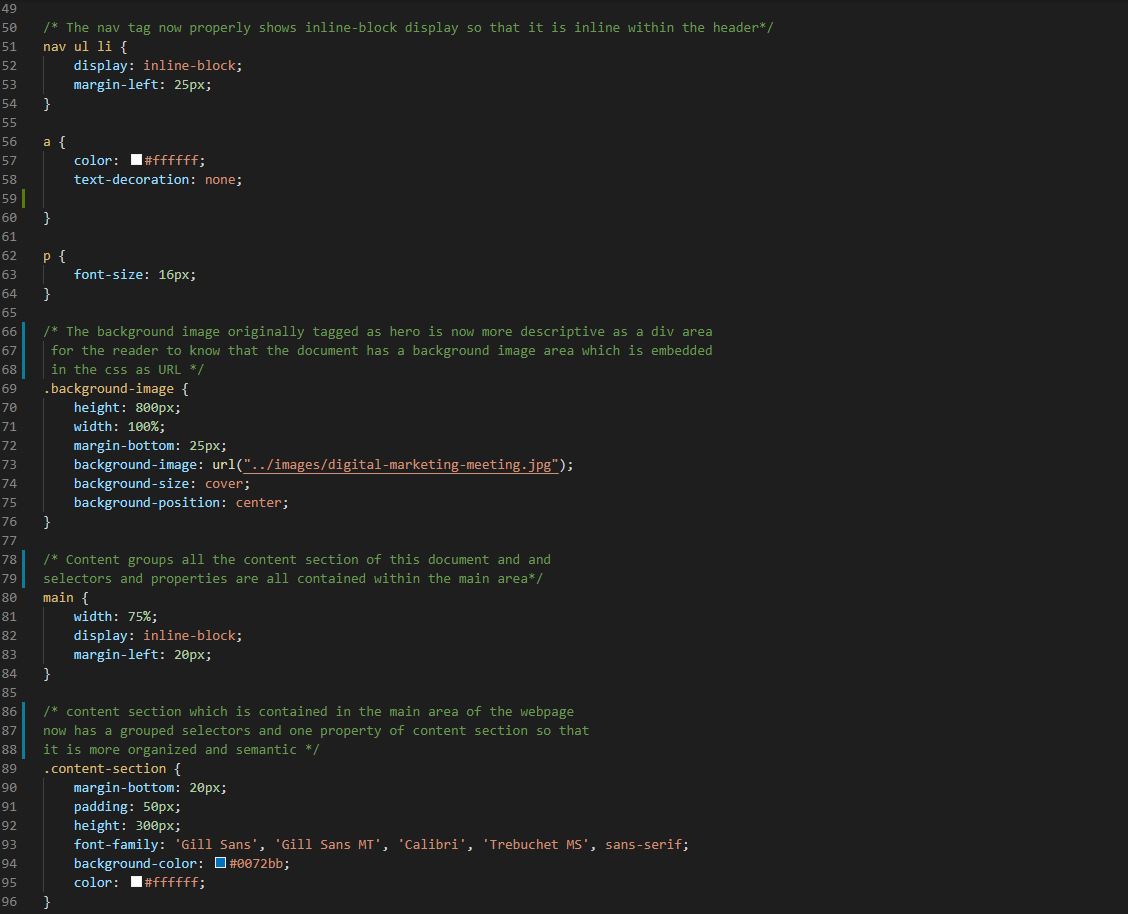 49
50 /* The nav tag now properly shows inline-block display so that it is inline within the header*/
51 nav ul li {
52 display: inline-block;
53 margin-left: 25px;
54 }
55
56 a {
57 color: #ffffff;
58 text-decoration: none;
59
60 }
61
62 p {
63 font-size: 16px;
64 }
65
66 /* The background image originally tagged as hero is now more descriptive as a div area
67 for the reader to know that the document has a background image area which is embedded
68 in the css as URL */
69 .background-image {
70 height: 800px;
71 width: 100%;
72 margin-bottom: 25px;
73 background-image: url("../images/digital-marketing-meeting.jpg");
74 background-size: cover;
75 background-position: center;
76 }
77
78 /* Content groups all the content section of this document and and
79 selectors and properties are all contained within the main area*/
80 main {
81 width: 75%;
82 display: inline-block;
83 margin-left: 20px;
84 }
85
86 /* content section which is contained in the main area of the webpage
87 now has a grouped selectors and one property of content section so that
88 it is more organized and semantic */
89 .content-section {
90 margin-bottom: 20px;
91 padding: 50px;
92 height: 300px;
93 font-family: 'Gill Sans', 'Gill Sans MT', 'Calibri', 'Trebuchet MS', sans-serif;
94 background-color: #0072bb;
95 color: #ffffff;
96 }